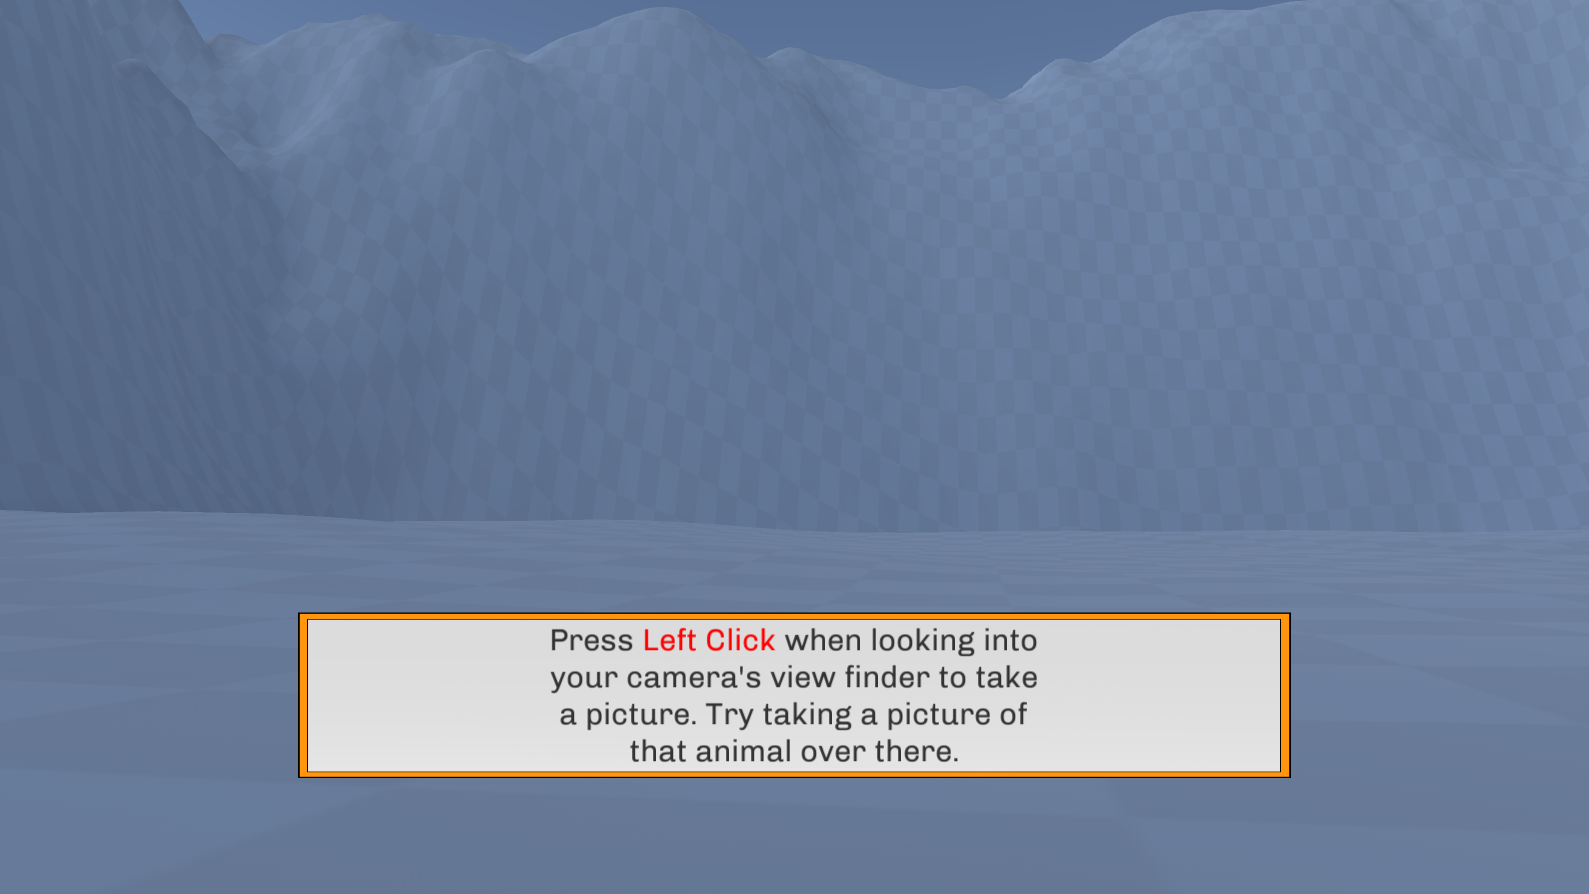 Press Left Click when looking into
your camera's view finder to take
a picture. Try taking a picture of
that animal over there.